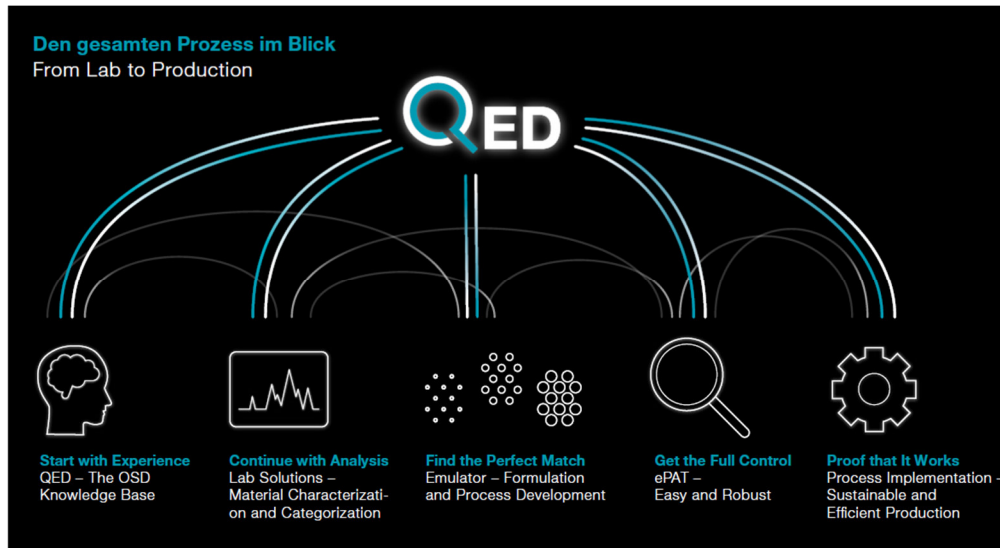 Den gesamten Prozess im Blick
From Lab to Production
QED
Start with Experience
QED – The OSD
Knowledge Base
Continue with Analysis
Lab Solutions –
Material Characterizati-
on and Categorization
Find the Perfect Match
Emulator – Formulation
and Process Development
Get the Full Control
ePAT –
Easy and Robust
Proof that It Works
Process Implementation –
Sustainable and
Efficient Production